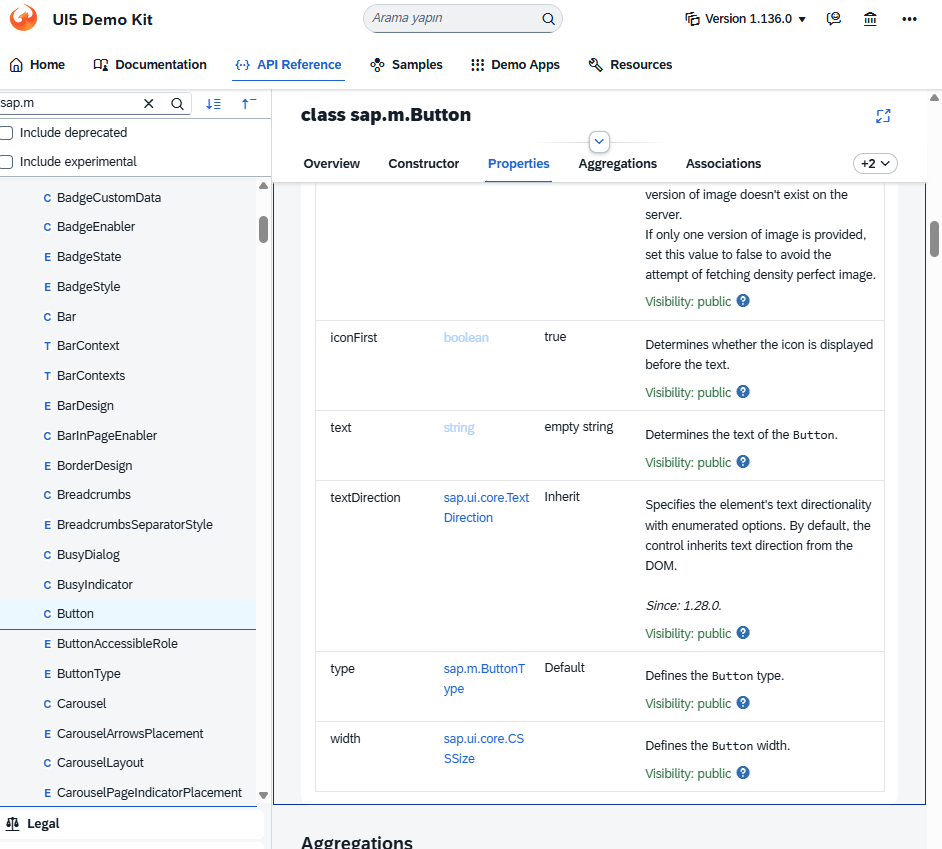 UI5 Demo Kit
Arama yapın
Version 1.136.0
Home
Documentation
API Reference
Samples
Demo Apps
Resources
sap.m
Include deprecated
Include experimental
C BadgeCustomData
C BadgeEnabler
E BadgeState
E BadgeStyle
C Bar
T BarContext
T BarContexts
E BarDesign
C BarInPageEnabler
E BorderDesign
C Breadcrumbs
E BreadcrumbsSeparatorStyle
C BusyDialog
C BusyIndicator
C Button
E ButtonAccessibleRole
E ButtonType
C Carousel
E CarouselArrowsPlacement
C CarouselLayout
E CarouselPageIndicatorPlacement
Legal
class sap.m.Button
Overview
Constructor
Properties
Aggregations
Associations
+2
version of image doesn't exist on the
server.
If only one version of image is provided,
set this value to false to avoid the
attempt of fetching density perfect image.
Visibility: public ?
iconFirst
boolean
true
Determines whether the icon is displayed
before the text.
Visibility: public ?
text
string
empty string
Determines the text of the Button.
Visibility: public ?
textDirection
sap.ui.core.Text
Direction
Inherit
Specifies the element's text directionality
with enumerated options. By default, the
control inherits text direction from the
DOM.
Since: 1.28.0.
Visibility: public ?
type
sap.m.ButtonT
ype
Default
Defines the Button type.
Visibility: public ?
width
sap.ui.core.CS
SSize
Defines the Button width.
Visibility: public ?
Aggregations